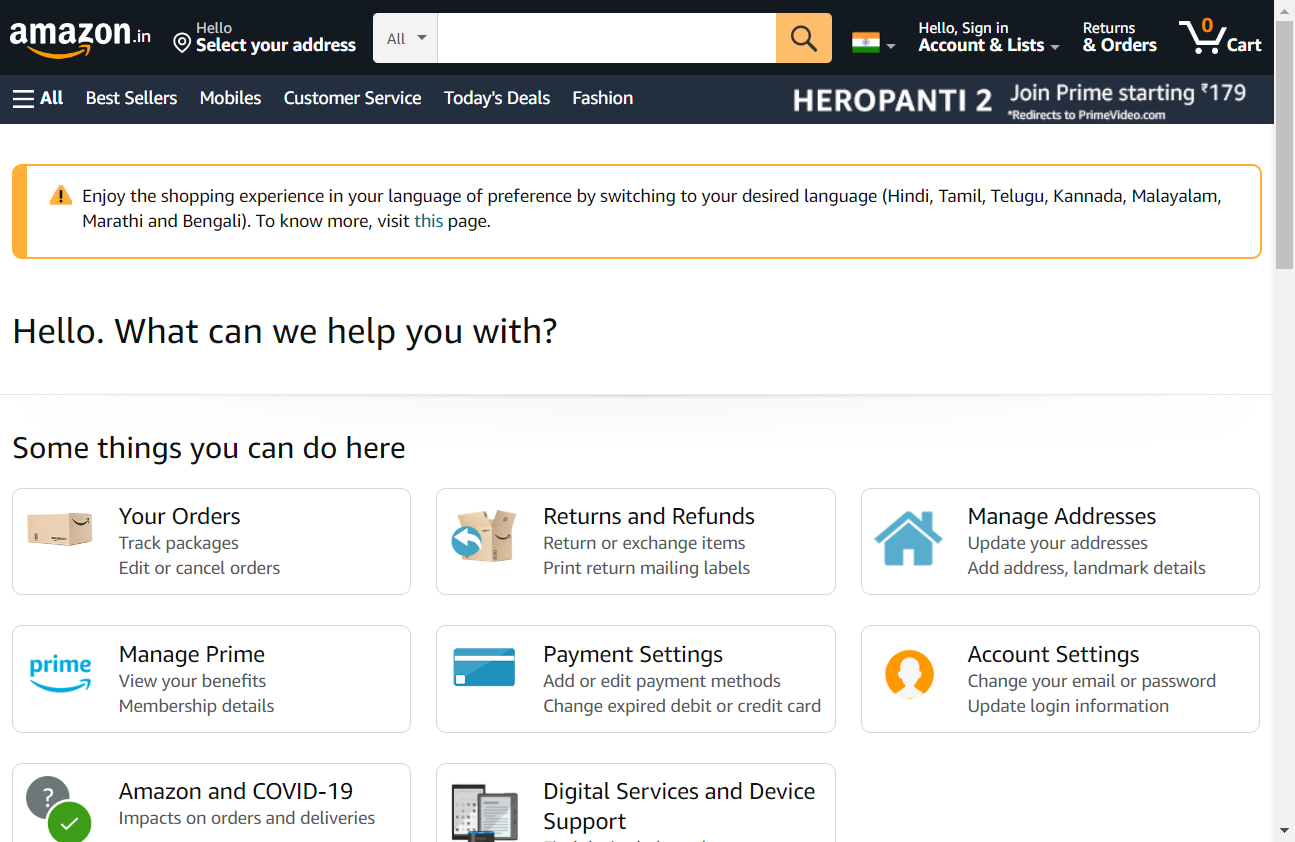 amazon.in
Hello
Select your address
All
0
Hello, Sign in
Account & Lists
Returns
& Orders
Cart
All
Best Sellers
Mobiles
Customer Service
Today's Deals
Fashion
HEROPANTI 2
Join Prime starting ₹179
*Redirects to PrimeVideo.com
Enjoy the shopping experience in your language of preference by switching to your desired language (Hindi, Tamil, Telugu, Kannada, Malayalam,
Marathi and Bengali). To know more, visit this page.
Hello. What can we help you with?
Some things you can do here
Your Orders
Track packages
Edit or cancel orders
Returns and Refunds
Return or exchange items
Print return mailing labels
Manage Addresses
Update your addresses
Add address, landmark details
prime
Manage Prime
View your benefits
Membership details
Payment Settings
Add or edit payment methods
Change expired debit or credit card
Account Settings
Change your email or password
Update login information
?
Amazon and COVID-19
Impacts on orders and deliveries
Digital Services and Device
Support